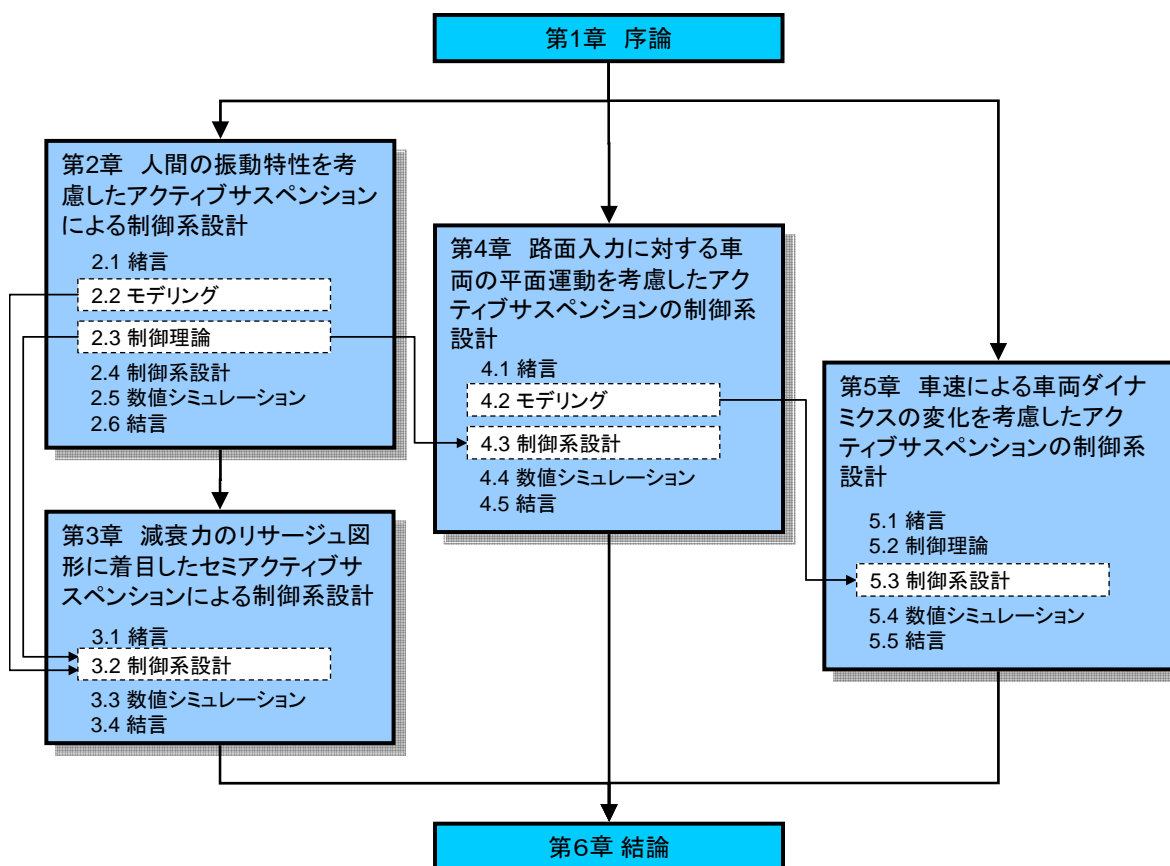 第1章 序論
第2章 人間の振動特性を考
慮したアクティブサスペンション
による制御系設計
2.1 緒言
2.2 モデリング
2.3 制御理論
2.4 制御系設計
2.5 数値シミュレーション
2.6 結言
第3章 減衰力のリサージュ図
形に着目したセミアクティブサ
スペンションによる制御系設計
3.1 緒言
3.2 制御系設計
3.3 数値シミュレーション
3.4 結言
第4章 路面入力に対する車
両の平面運動を考慮したアク
ティブサスペンションの制御系
設計
4.1 緒言
4.2 モデリング
4.3 制御系設計
4.4 数値シミュレーション
4.5 結言
第5章 車速による車両ダイナ
ミクスの変化を考慮したアク
ティブサスペンションの制御系
設計
5.1 緒言
5.2 制御理論
5.3 制御系設計
5.4 数値シミュレーション
5.5 結言
第6章 結論